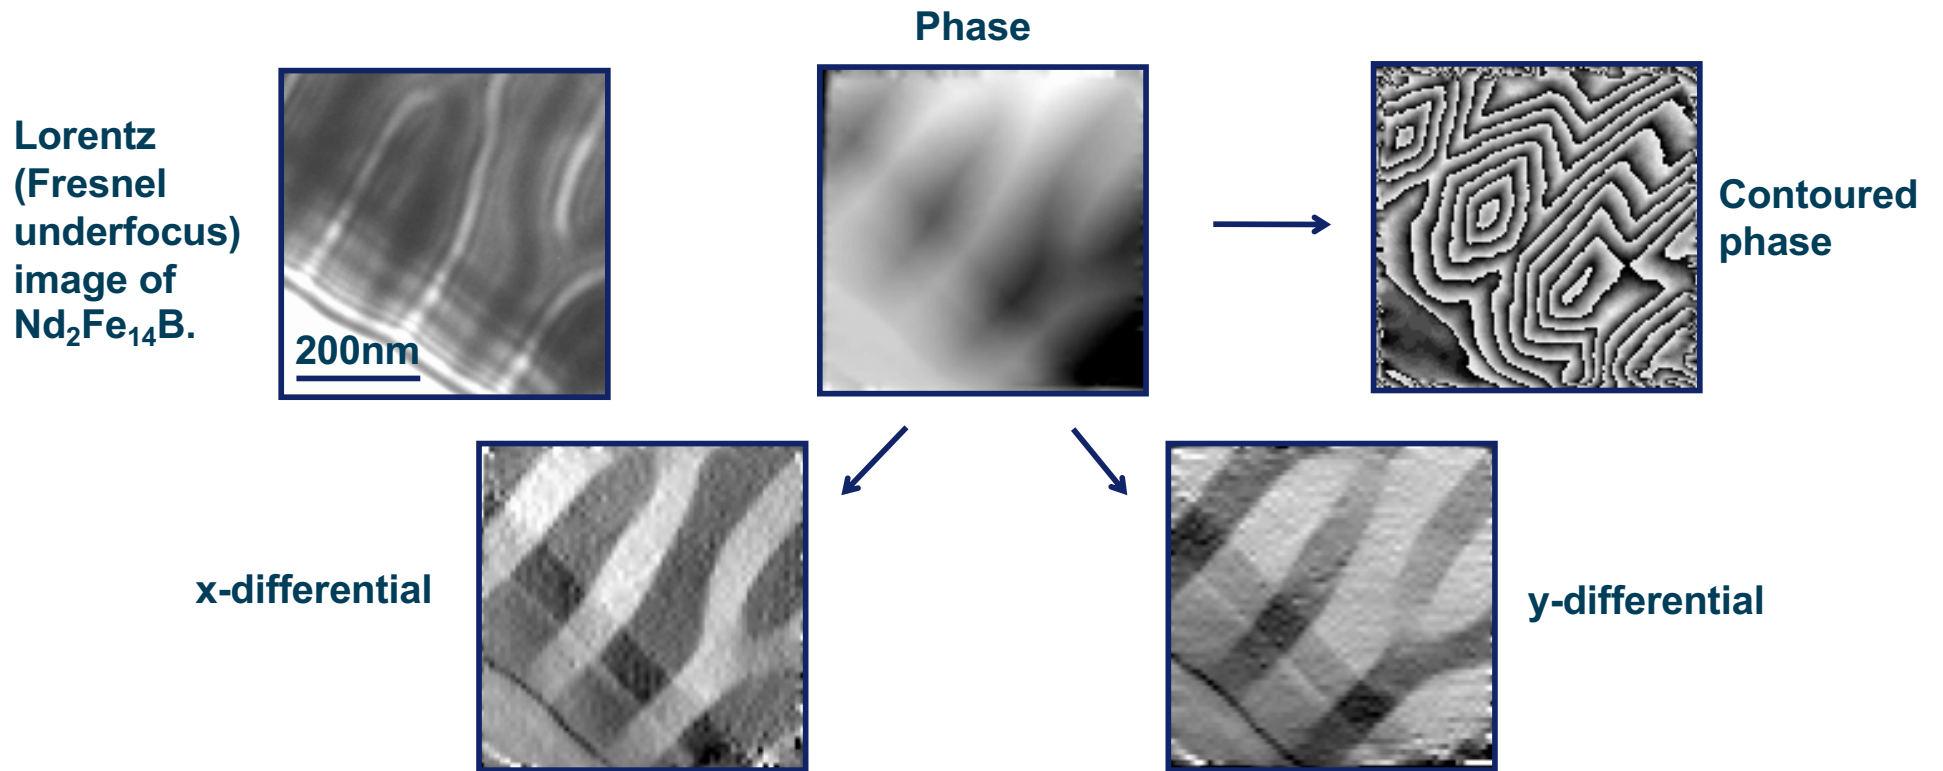 Phase
Lorentz
(Fresnel
underfocus)
image of
Nd₂Fe₁₄B.
200nm
Contoured
phase
x-differential
y-differential